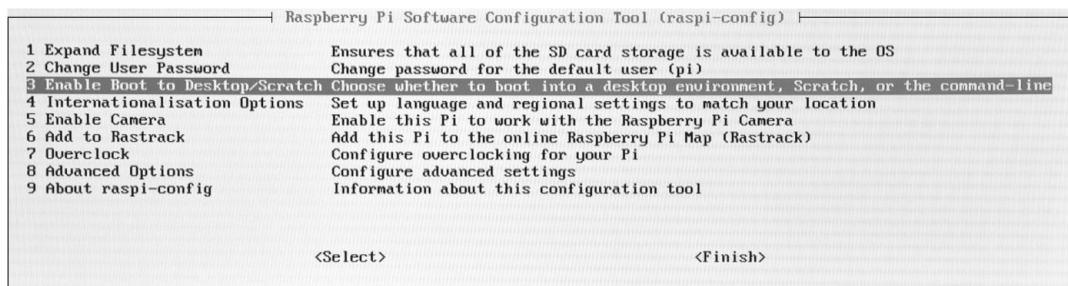 Raspberry Pi Software Configuration Tool (raspi-config)
1 Expand Filesystem Ensures that all of the SD card storage is available to the OS
2 Change User Password Change password for the default user (pi)
3 Enable Boot to Desktop/Scratch Choose whether to boot into a desktop environment, Scratch, or the command-line
4 Internationalisation Options Set up language and regional settings to match your location
5 Enable Camera Enable this Pi to work with the Raspberry Pi Camera
6 Add to Rastrack Add this Pi to the online Raspberry Pi Map (Rastrack)
7 Overclock Configure overclocking for your Pi
8 Advanced Options Configure advanced settings
9 About raspi-config Information about this configuration tool
<Select> <Finish>